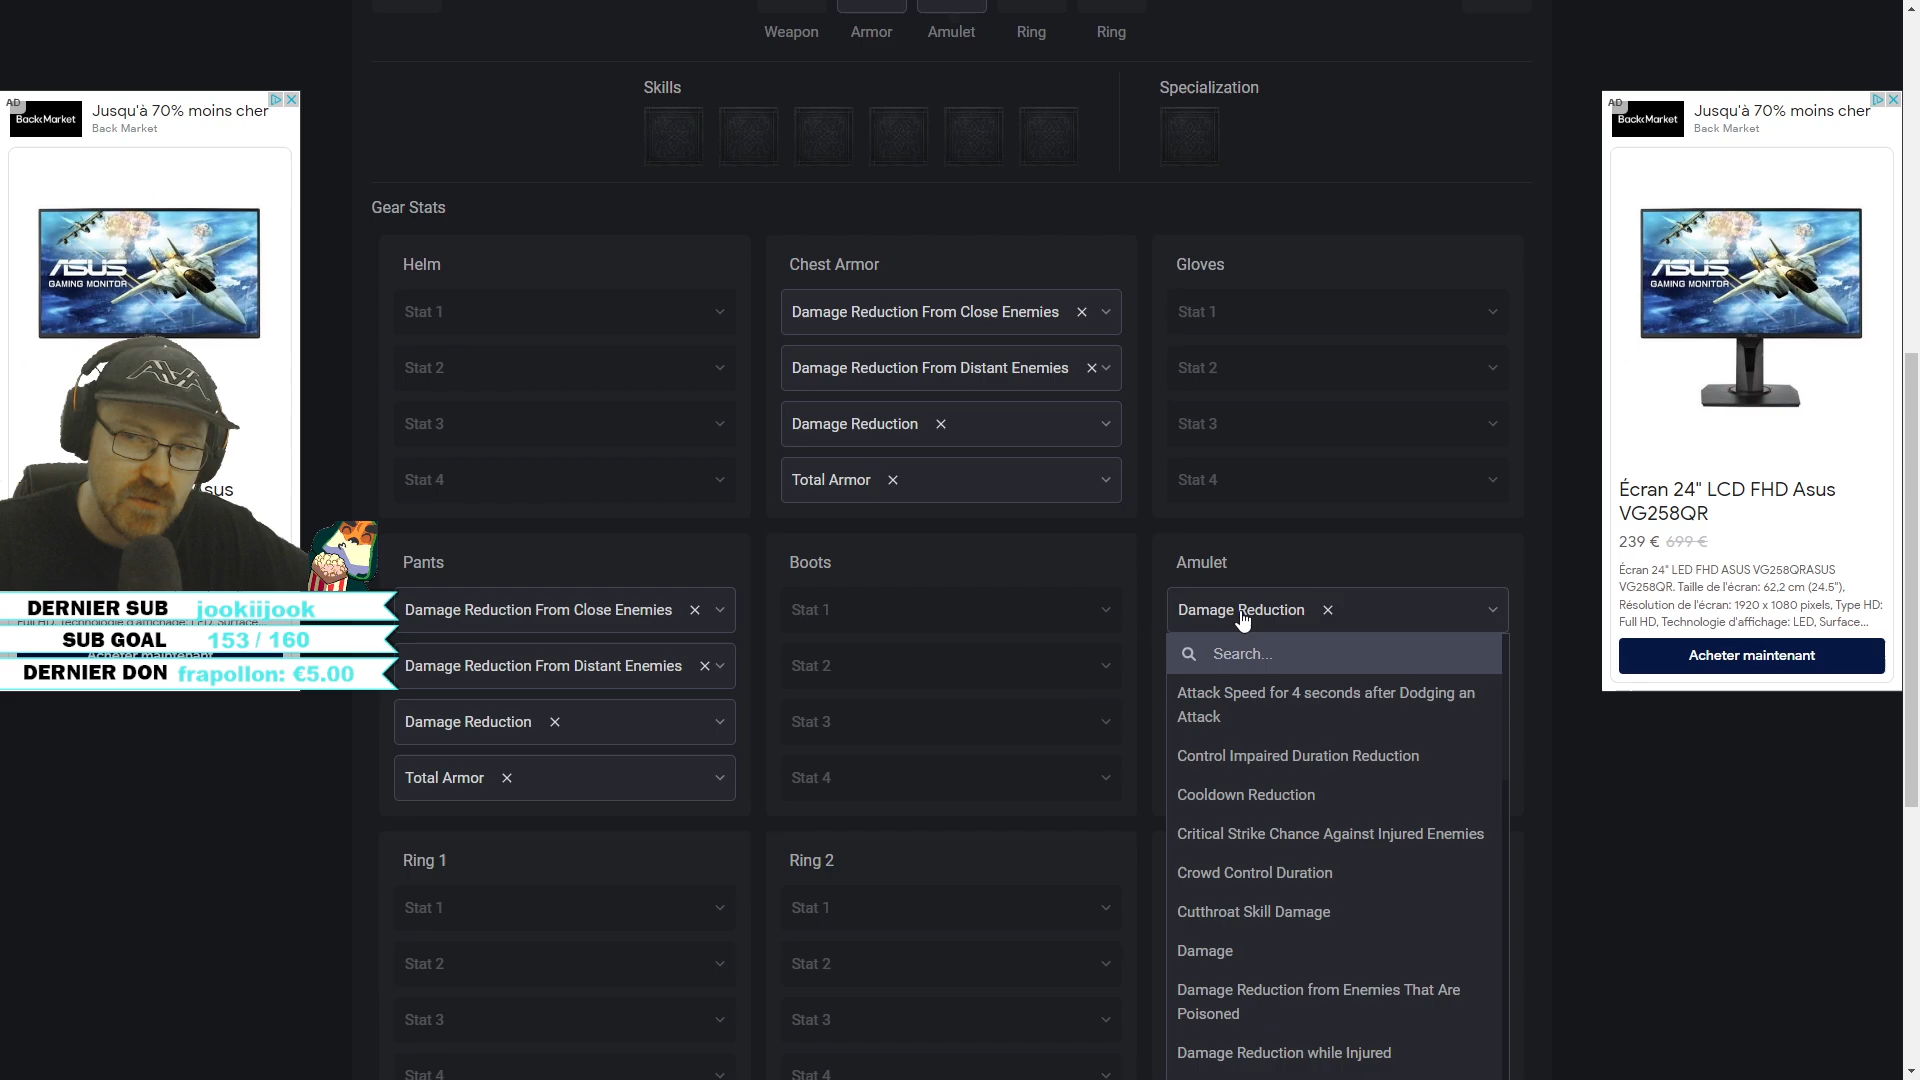 Weapon
Armor
Amulet
Ring
Ring
Skills
Specialization
AD
Back Market
Jusqu'à 70% moins cher
Back Market
ASUS
GAMING MONITOR
sus
DERNIER SUB jookiijook
SUB GOAL 153 / 160
DERNIER DON frapollon: €5.00
Gear Stats
Helm
Stat 1
Stat 2
Stat 3
Stat 4
Chest Armor
Damage Reduction From Close Enemies
Damage Reduction From Distant Enemies
Damage Reduction
Total Armor
Gloves
Stat 1
Stat 2
Stat 3
Stat 4
Pants
Damage Reduction From Close Enemies
Damage Reduction From Distant Enemies
Damage Reduction
Total Armor
Boots
Stat 1
Stat 2
Stat 3
Stat 4
Amulet
Damage Reduction
Search...
Attack Speed for 4 seconds after Dodging an
Attack
Control Impaired Duration Reduction
Cooldown Reduction
Critical Strike Chance Against Injured Enemies
Crowd Control Duration
Cutthroat Skill Damage
Damage
Damage Reduction from Enemies That Are
Poisoned
Damage Reduction while Injured
Ring 1
Stat 1
Stat 2
Stat 3
Stat 4
Ring 2
Stat 1
Stat 2
Stat 3
Stat 4
AD
Back Market
Jusqu'à 70% moins cher
Back Market
ASUS
GAMING MONITOR
Écran 24" LCD FHD Asus
VG258QR
239 € 699 €
Écran 24" LED FHD ASUS VG258QRASUS
VG258QR. Taille de l'écran: 62,2 cm (24.5"),
Résolution de l'écran: 1920 x 1080 pixels, Type HD:
Full HD, Technologie d'affichage: LED, Surface...
Acheter maintenant